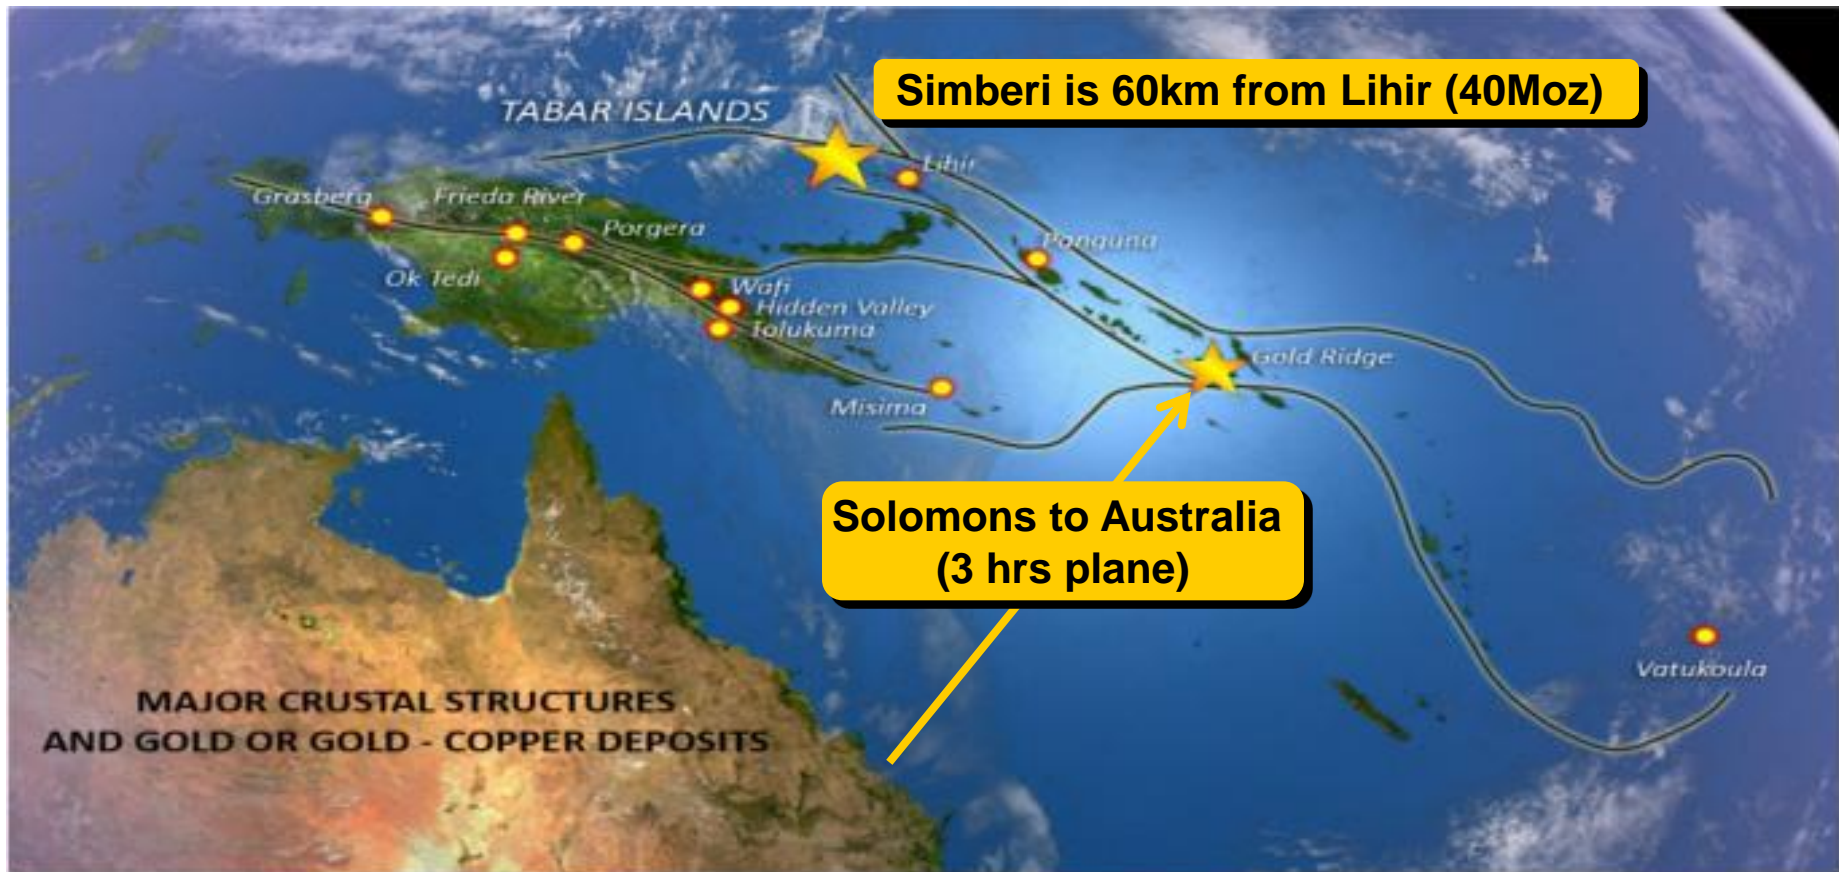 Simberi is 60km from Lihir (40Moz)
TABAR ISLANDS
Lihir
Grasberg
Frieda River
Porgera
Panguna
Ok Tedi
Wafi
Hidden Valley
Tolukuma
Gold Ridge
Misima
Solomons to Australia
(3 hrs plane)
Vatukoula
MAJOR CRUSTAL STRUCTURES
AND GOLD OR GOLD - COPPER DEPOSITS